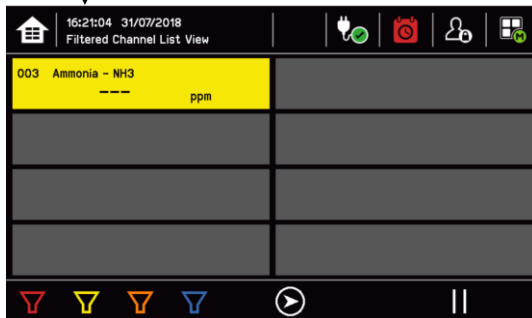 16:21:04 31/07/2018
Filtered Channel List View
M
003 Ammonia - NH3
--- ppm